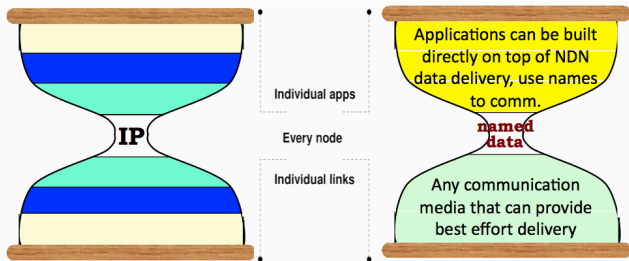 IP
Individual apps
Every node
Individual links
Applications can be built
directly on top of NDN
data delivery, use names
to comm.
named
data
Any communication
media that can provide
best effort delivery